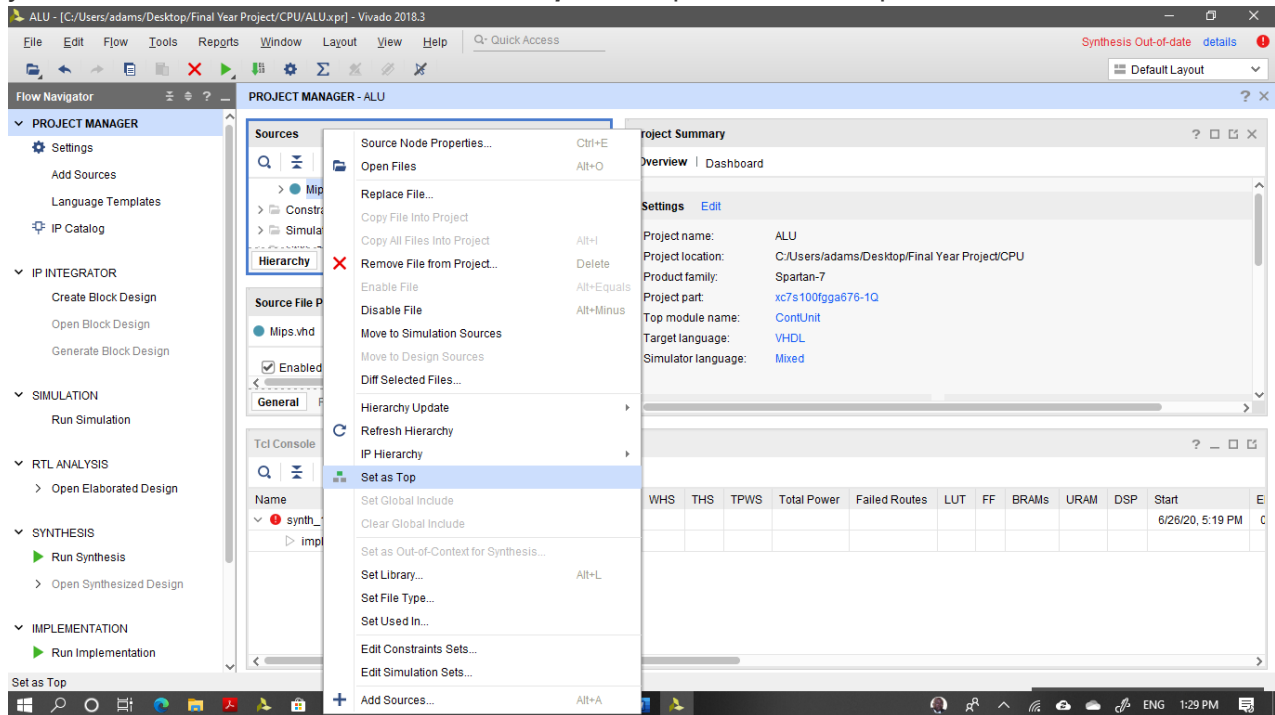 ALU - [C:/Users/adams/Desktop/Final Year Project/CPU/ALU.xpr] - Vivado 2018.3
File Edit Flow Tools Reports Window Layout View Help Q- Quick Access Synthesis Out-of-date details
Default Layout
Flow Navigator ? PROJECT MANAGER - ALU ?
PROJECT MANAGER
Settings
Add Sources
Language Templates
IP Catalog
IP INTEGRATOR
Create Block Design
Open Block Design
Generate Block Design
SIMULATION
Run Simulation
RTL ANALYSIS
Open Elaborated Design
SYNTHESIS
Run Synthesis
Open Synthesized Design
IMPLEMENTATION
Run Implementation
Sources
Mip
Constra
Simula
Hierarchy
Source File P
Mips.vhd
Enabled
General
Tcl Console
Name
synth_
impl
Source Node Properties... Ctrl+E
Open Files Alt+O
Replace File...
Copy File Into Project
Copy All Files Into Project Alt+I
Remove File from Project... Delete
Enable File Alt+Equals
Disable File Alt+Minus
Move to Simulation Sources
Move to Design Sources
Diff Selected Files...
Hierarchy Update
Refresh Hierarchy
IP Hierarchy
Set as Top
Set Global Include
Clear Global Include
Set as Out-of-Context for Synthesis...
Set Library... Alt+L
Set File Type...
Set Used In...
Edit Constraints Sets...
Edit Simulation Sets...
Add Sources... Alt+A
roject Summary ?
Overview | Dashboard
Settings Edit
Project name: ALU
Project location: C:/Users/adams/Desktop/Final Year Project/CPU
Product family: Spartan-7
Project part: xc7s100fgga676-1Q
Top module name: ContUnit
Target language: VHDL
Simulator language: Mixed
?
WHS THS TPWS Total Power Failed Routes LUT FF BRAMs URAM DSP Start E
6/26/20, 5:19 PM 0
Set as Top
ENG 1:29 PM